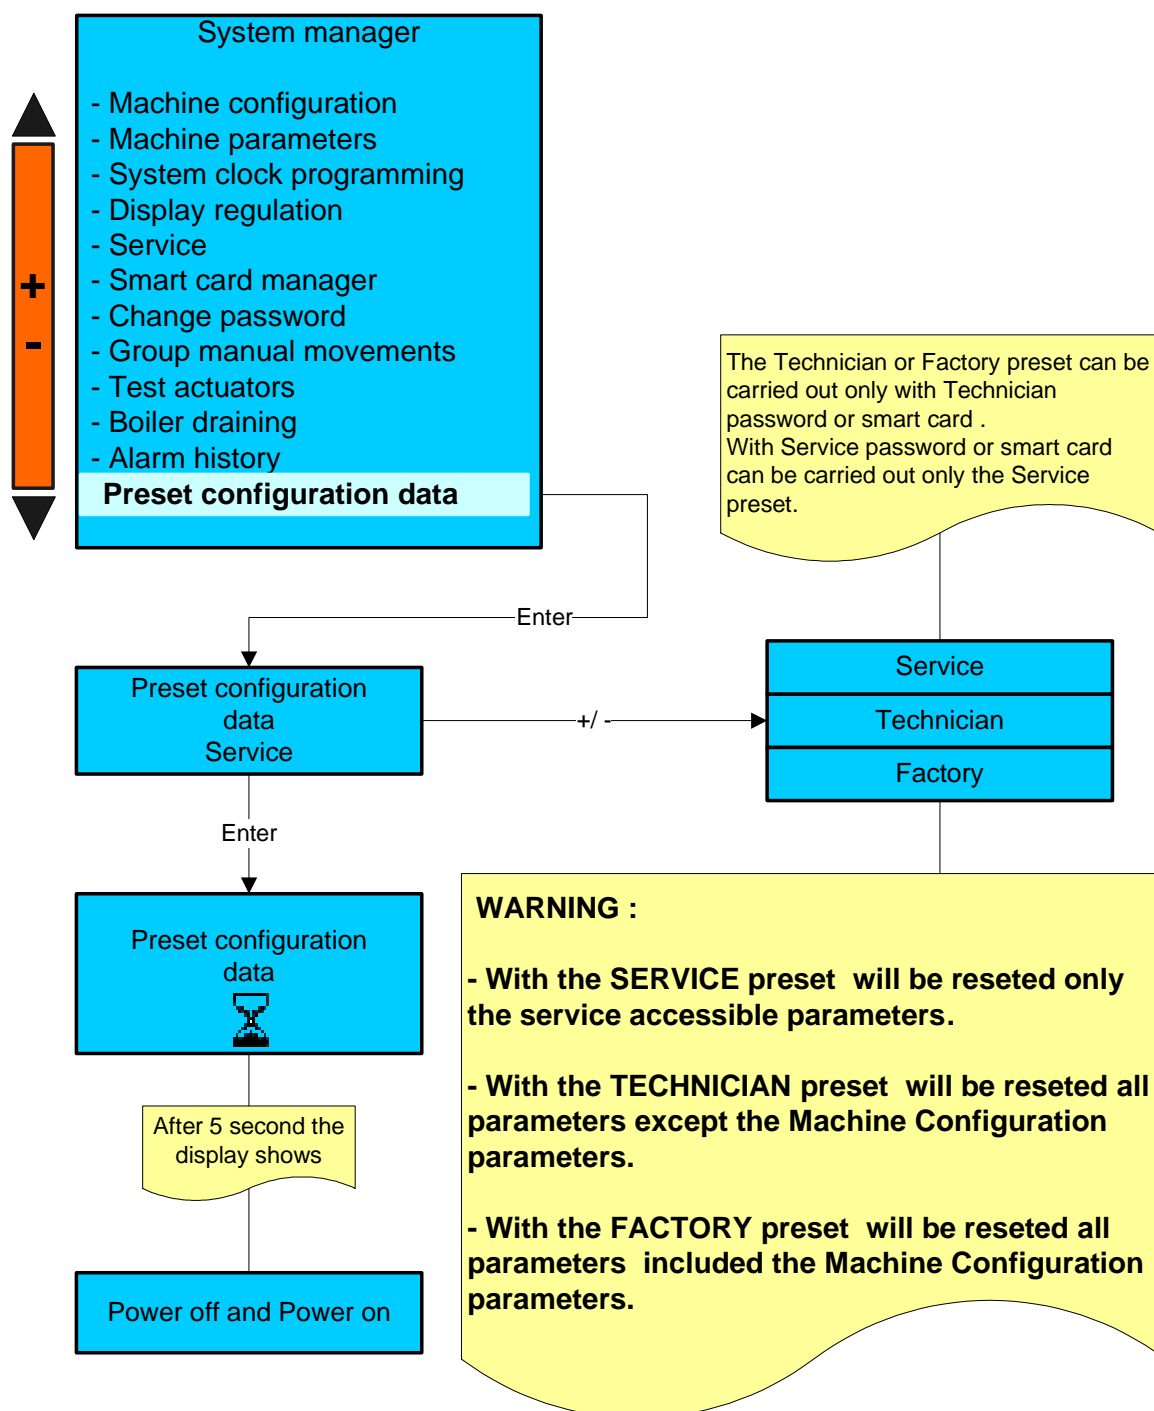 System manager
- Machine configuration
- Machine parameters
- System clock programming
- Display regulation
- Service
- Smart card manager
- Change password
- Group manual movements
- Test actuators
- Boiler draining
- Alarm history
Preset configuration data
+
-
The Technician or Factory preset can be
carried out only with Technician
password or smart card .
With Service password or smart card
can be carried out only the Service
preset.
Enter
Preset configuration
data
Service
+/ -
Service
Technician
Factory
Enter
Preset configuration
data
After 5 second the
display shows
Power off and Power on
WARNING :
- With the SERVICE preset  will be reseted only
the service accessible parameters.
- With the TECHNICIAN preset  will be reseted all
parameters except the Machine Configuration
parameters.
- With the FACTORY preset  will be reseted all
parameters  included the Machine Configuration
parameters.